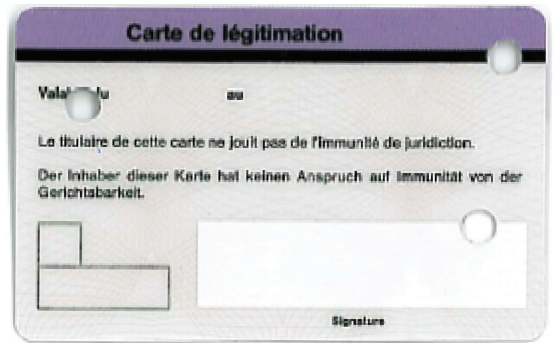 Carte de légitimation
au
Le titulaire de cette carte ne jouit pas de l'immunité de juridiction.
Der Inhaber dieser Karte hat keinen Anspruch auf Immunität von der
Gerichtsbarkeit.
Signature